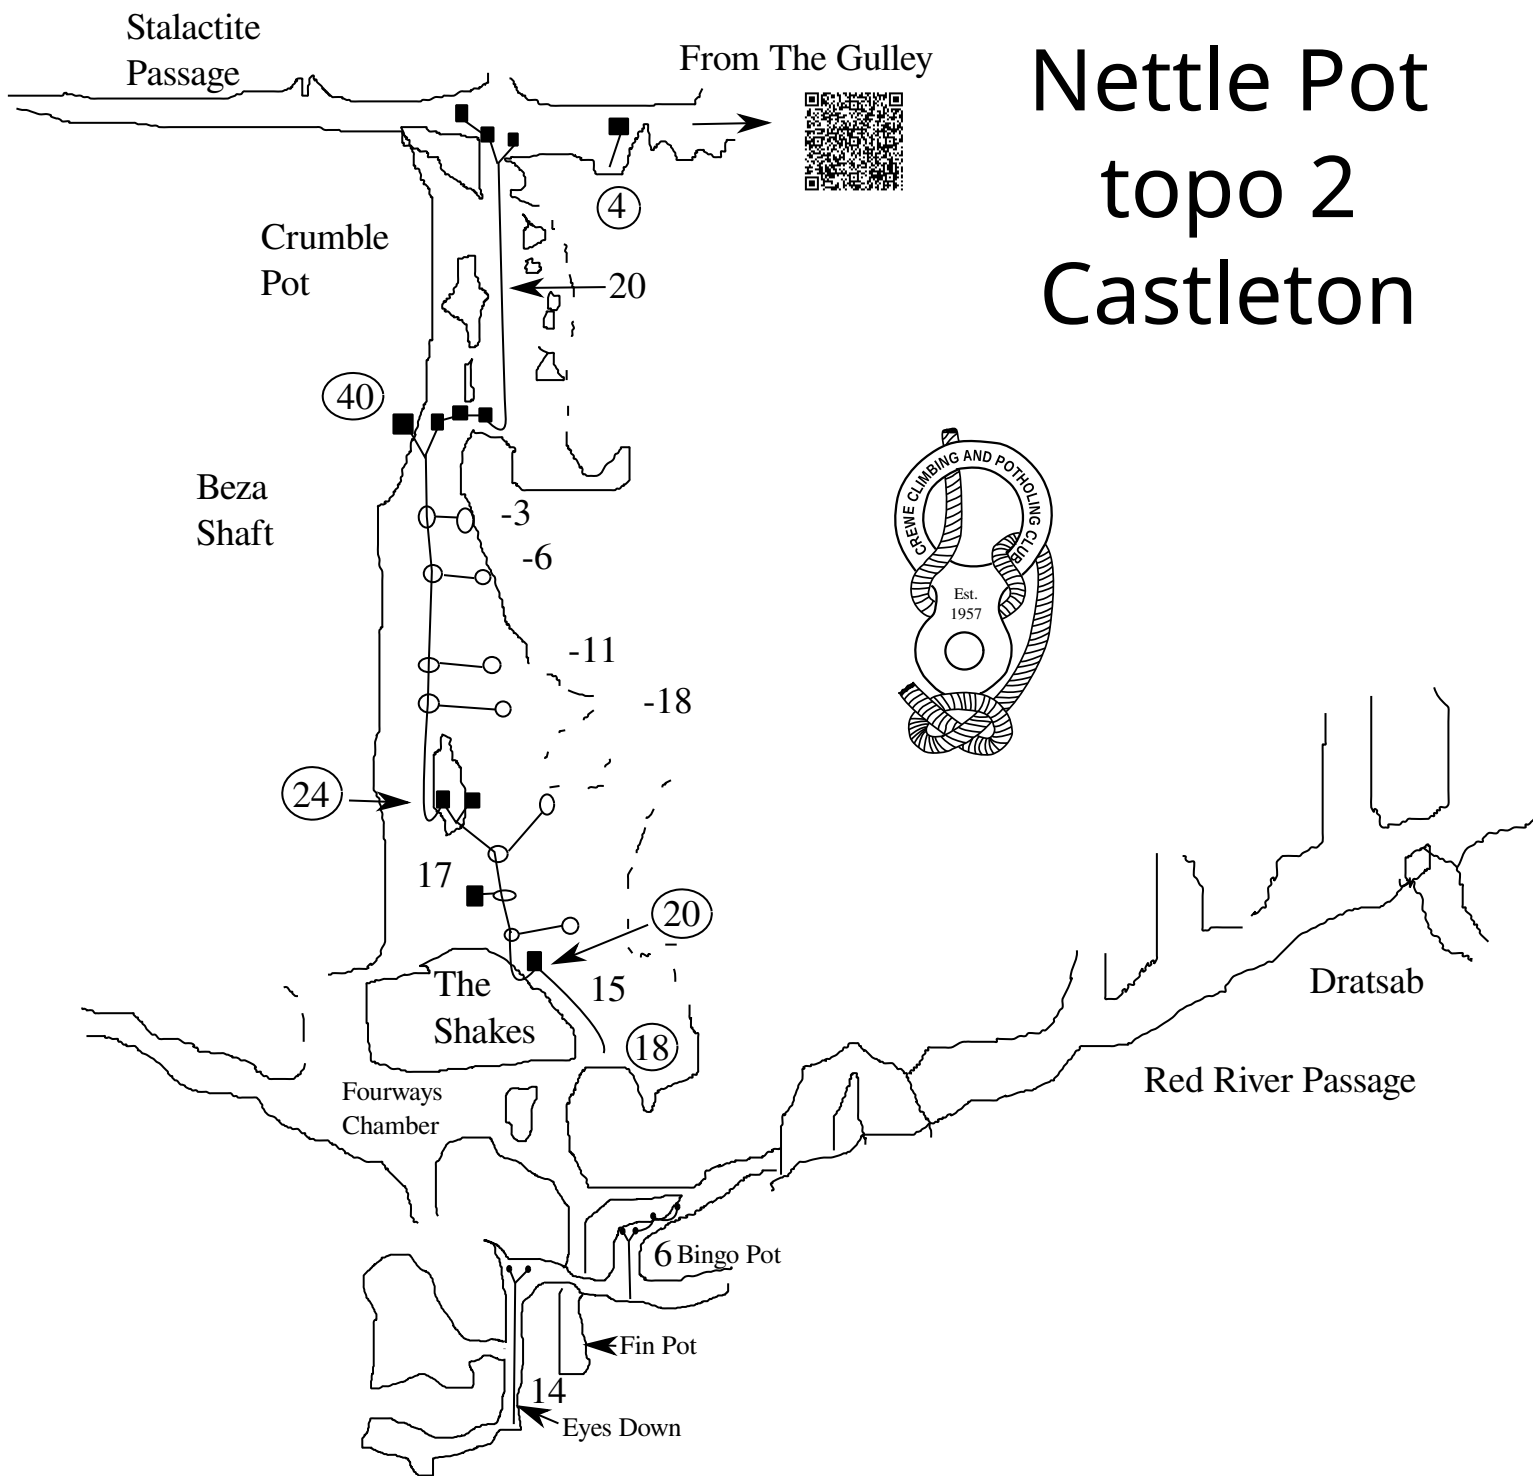 Stalactite
Passage
From The Gulley
Nettle Pot
topo 2
Castleton
4
Crumble
Pot
20
40
Beza
Shaft
-3
-6
-11
-18
CREWE CLIMBING AND POTHOLING CLUB
Est.
1957
24
17
20
The
Shakes
15
18
Dratsab
Red River Passage
Fourways
Chamber
6 Bingo Pot
Fin Pot
14
Eyes Down